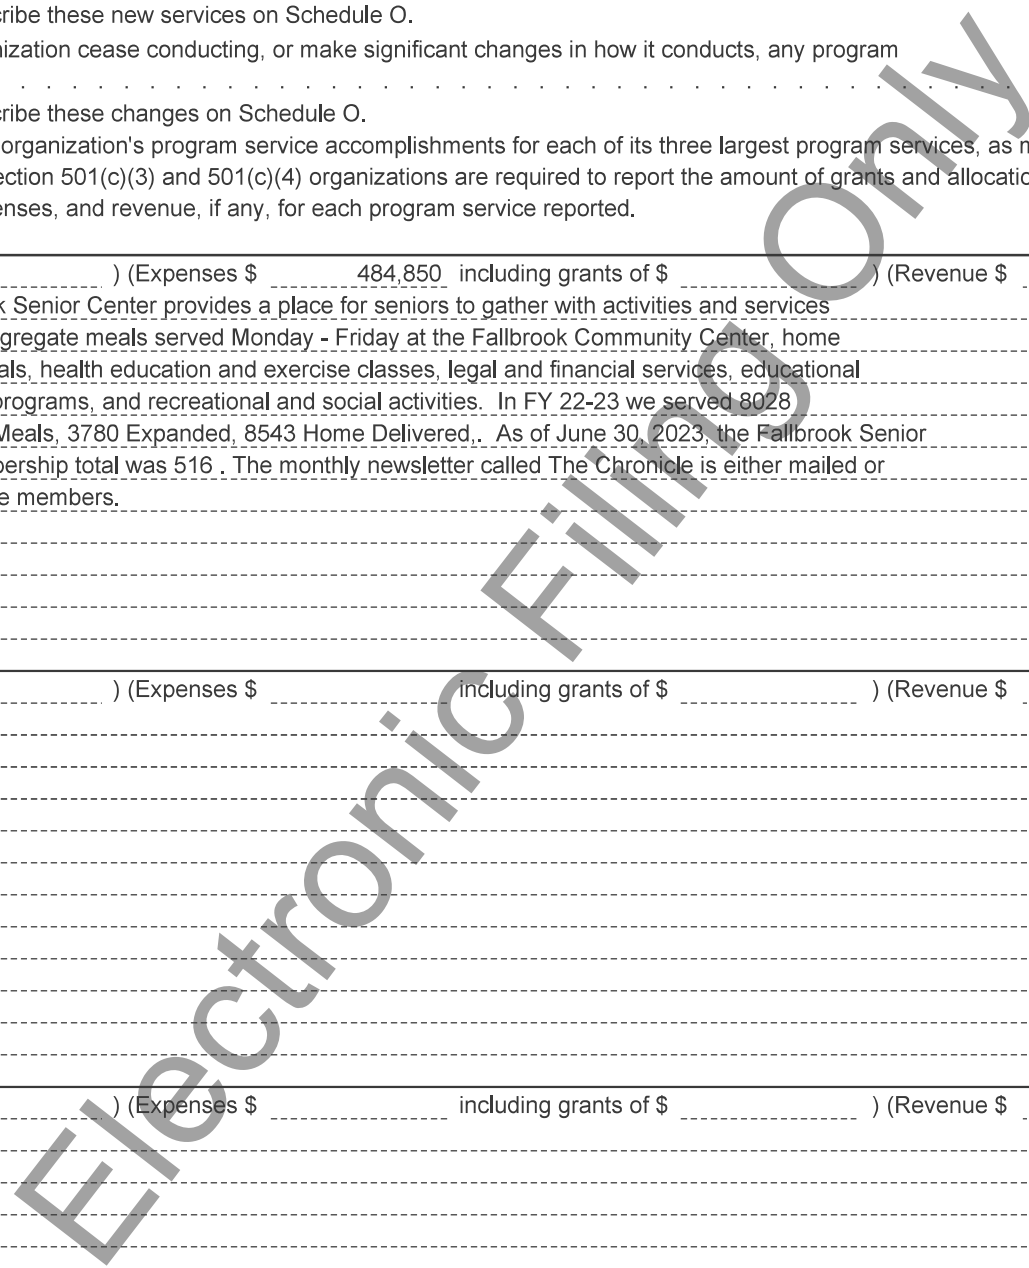 cribe these new services on Schedule O.
nization cease conducting, or make significant changes in how it conducts, any program
. . . . . . . . . . . . . . . . . . . . . . . . . . . . . . . . . . . . . . .
cribe these changes on Schedule O.
organization's program service accomplishments for each of its three largest program services, as m
ection 501(c)(3) and 501(c)(4) organizations are required to report the amount of grants and allocatio
enses, and revenue, if any, for each program service reported.
) (Expenses $ 484,850 including grants of $ ) (Revenue $
k Senior Center provides a place for seniors to gather with activities and services
gregate meals served Monday - Friday at the Fallbrook Community Center, home
als, health education and exercise classes, legal and financial services, educational
programs, and recreational and social activities. In FY 22-23 we served 8028
Meals, 3780 Expanded, 8543 Home Delivered,. As of June 30, 2023, the Fallbrook Senior
bership total was 516 . The monthly newsletter called The Chronicle is either mailed or
e members.
) (Expenses $ including grants of $ ) (Revenue $
) (Expenses $ including grants of $ ) (Revenue $
Electronic Filing Only